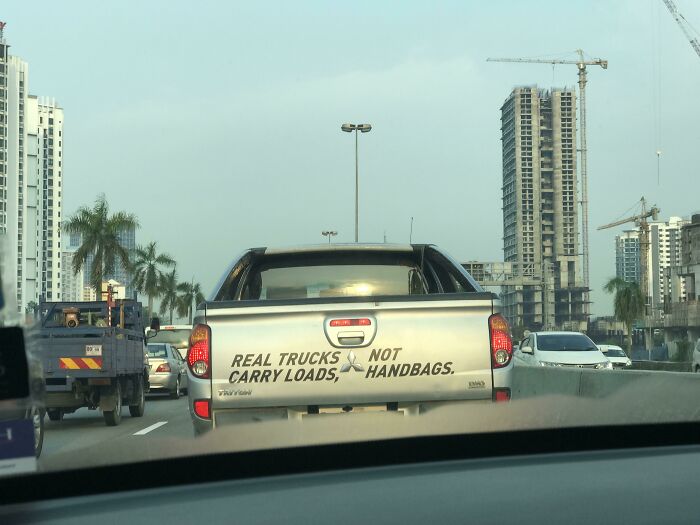 REAL TRUCKS NOT
CARRY LOADS, HANDBAGS.
TRITON